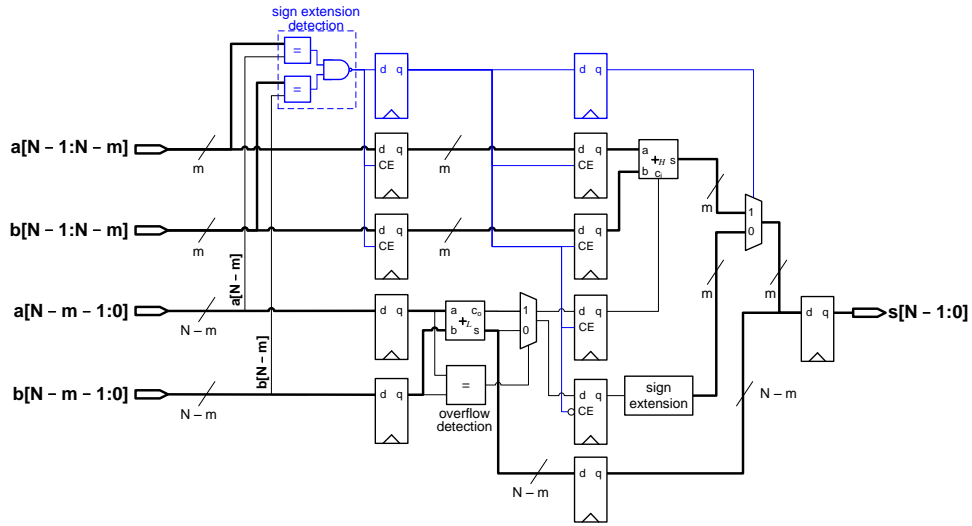 sign extension
detection
=
=
d q
d q
a[N – 1:N – m]
m
d q
CE
m
d q
CE
a
b
+H
s
ci
m
1
0
b[N – 1:N – m]
m
d q
CE
m
d q
CE
m
m
a[N – m]
a[N – m – 1:0]
N – m
d q
a
b
+L
co
s
1
0
d q
CE
d q
s[N – 1:0]
b[N – m]
b[N – m – 1:0]
N – m
d q
=
overflow
detection
d q
CE
sign
extension
N – m
N – m
d q